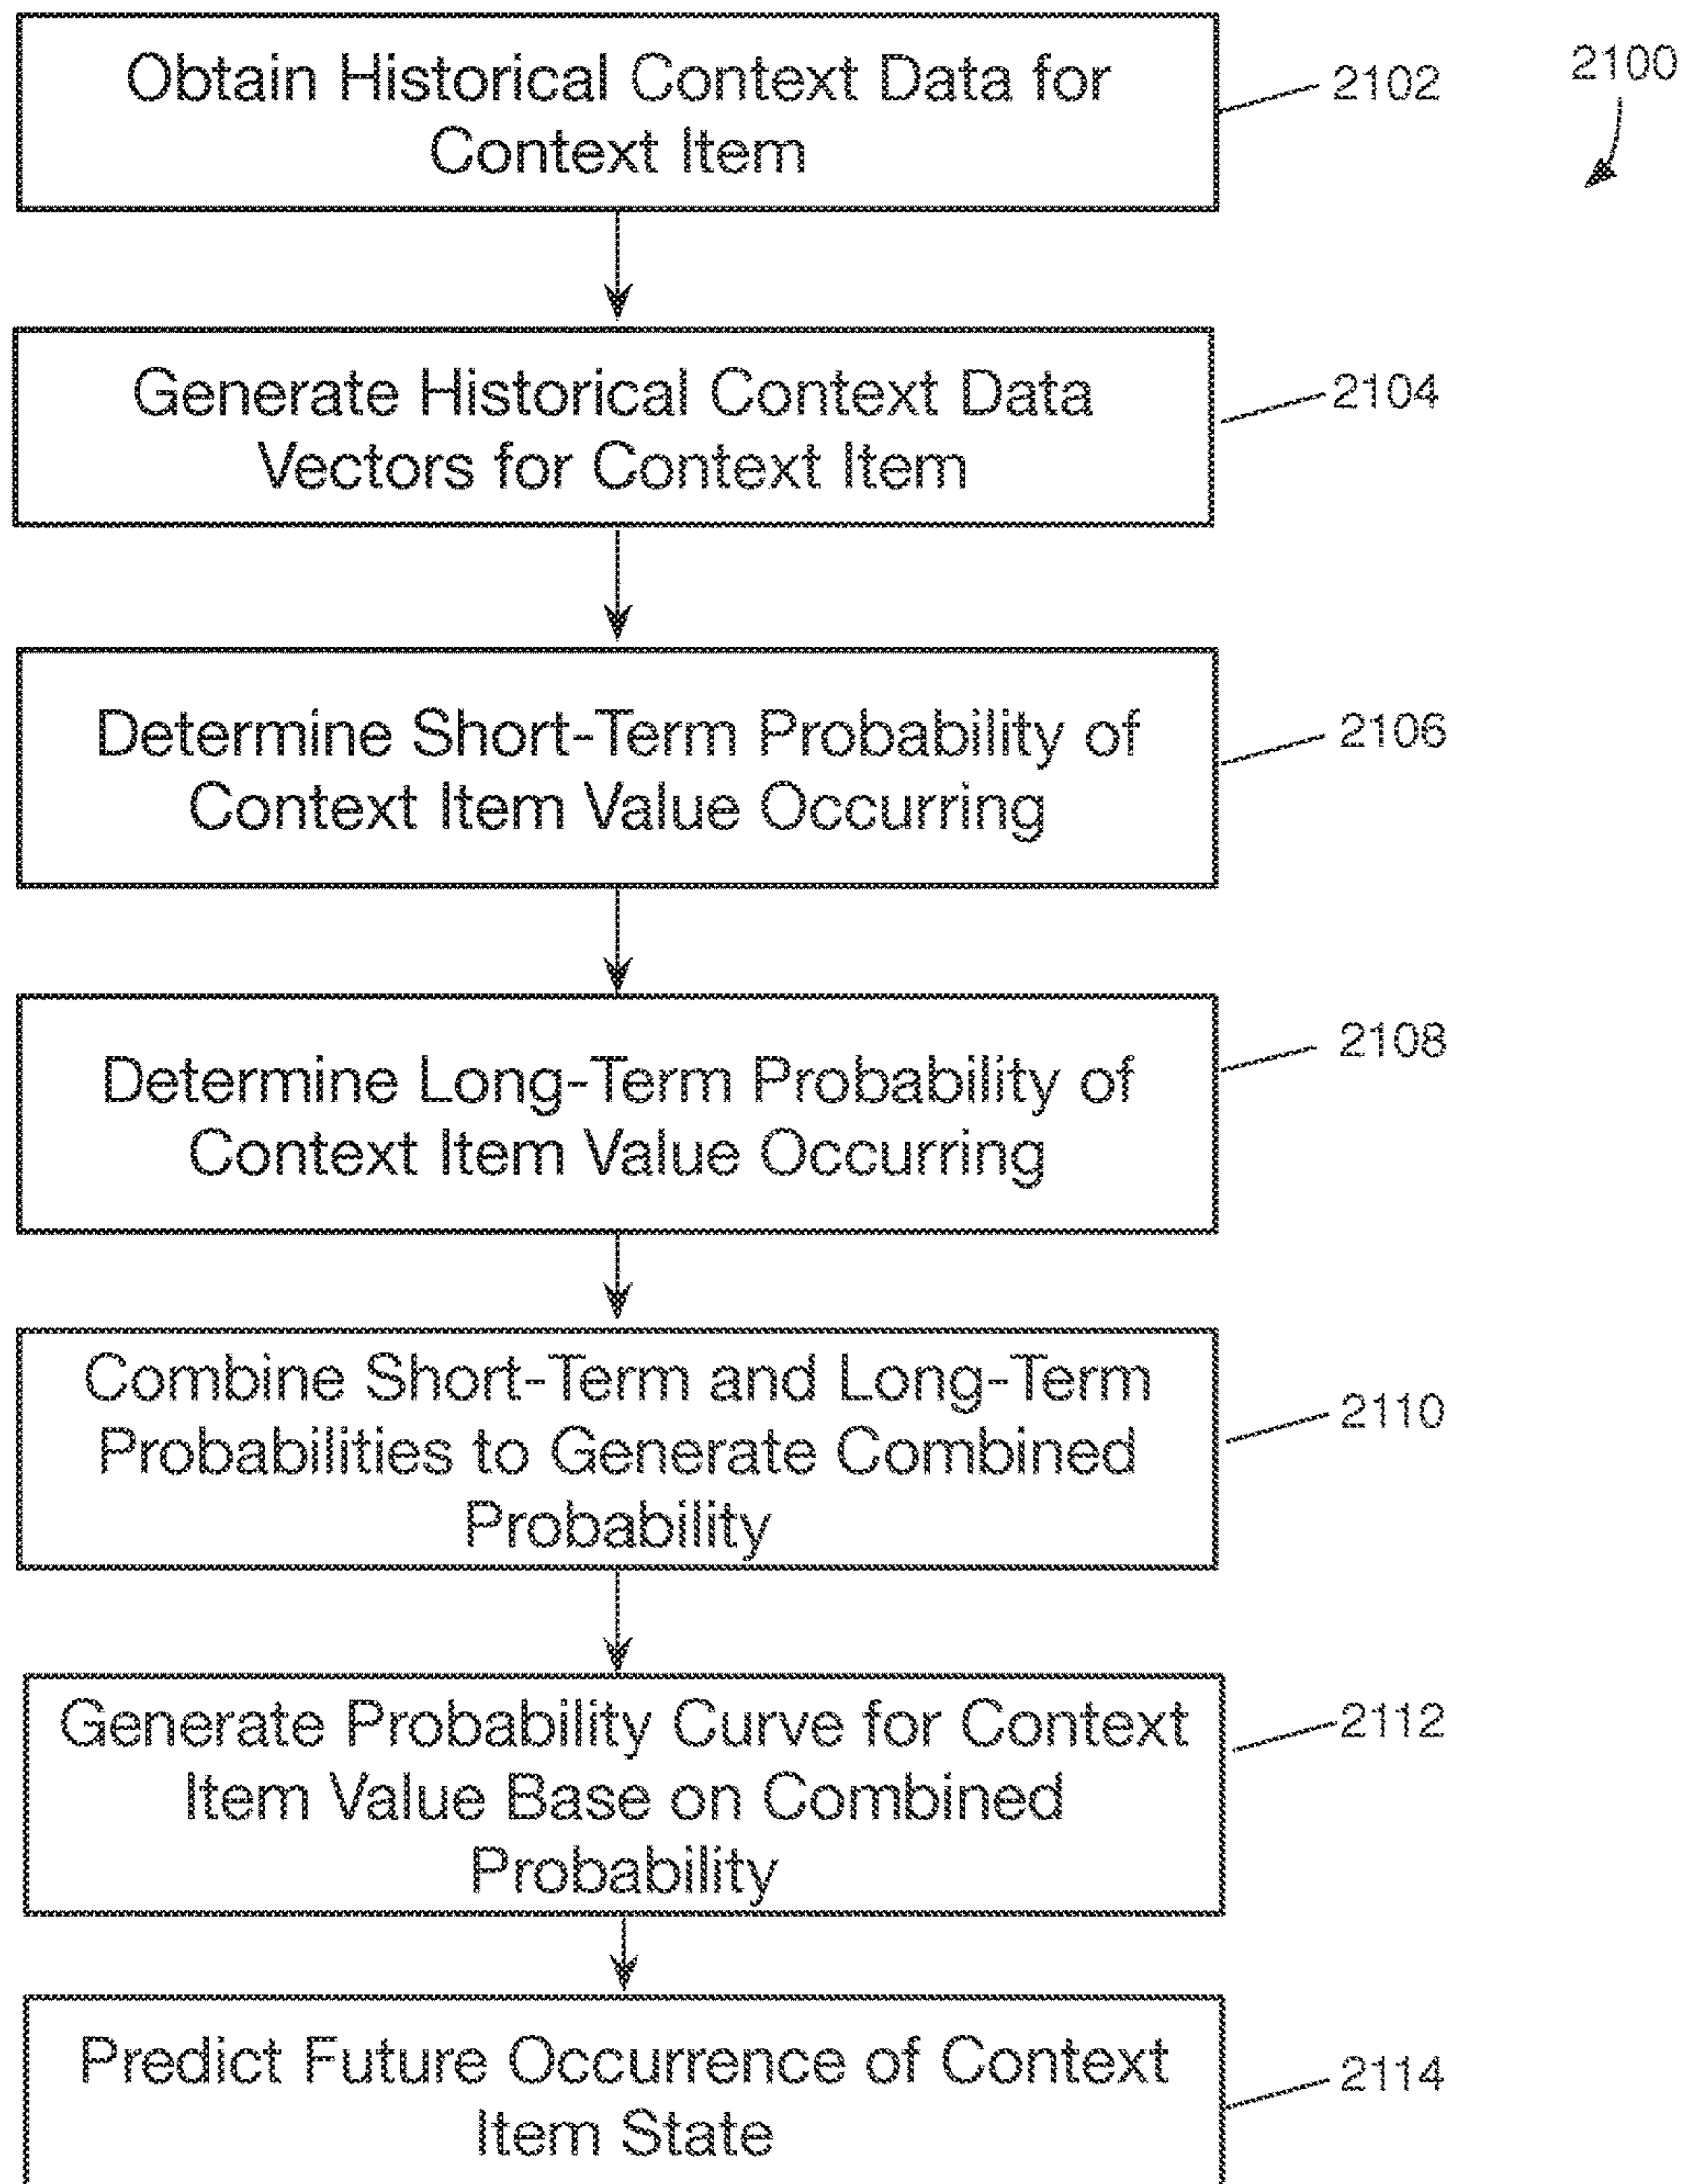 Obtain Historical Context Data for
Context Item
2102
2100
Generate Historical Context Data
Vectors for Context Item
2104
Determine Short-Term Probability of
Context Item Value Occurring
2106
Determine Long-Term Probability of
Context Item Value Occurring
2108
Combine Short-Term and Long-Term
Probabilities to Generate Combined
Probability
2110
Generate Probability Curve for Context
Item Value Base on Combined
Probability
2112
Predict Future Occurrence of Context
Item State
2114